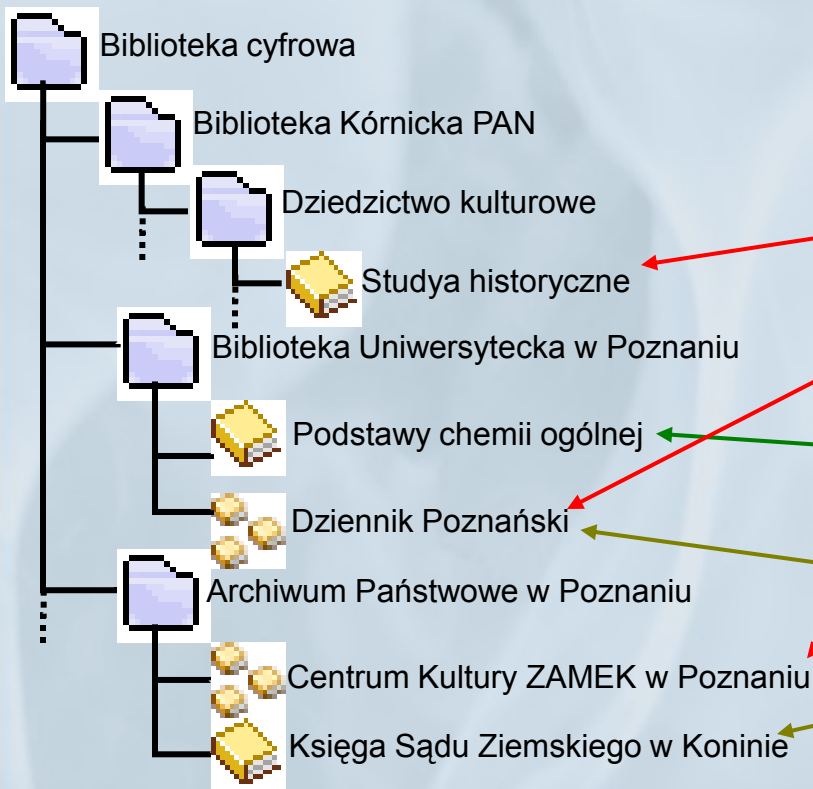 Biblioteka cyfrowa
Biblioteka Kórnicka PAN
Dziedzictwo kulturowe
Studya historyczne
Biblioteka Uniwersytecka w Poznaniu
Podstawy chemii ogólnej
Dziennik Poznański
Archiwum Państwowe w Poznaniu
Centrum Kultury ZAMEK w Poznaniu
Księga Sądu Ziemskiego w Koninie